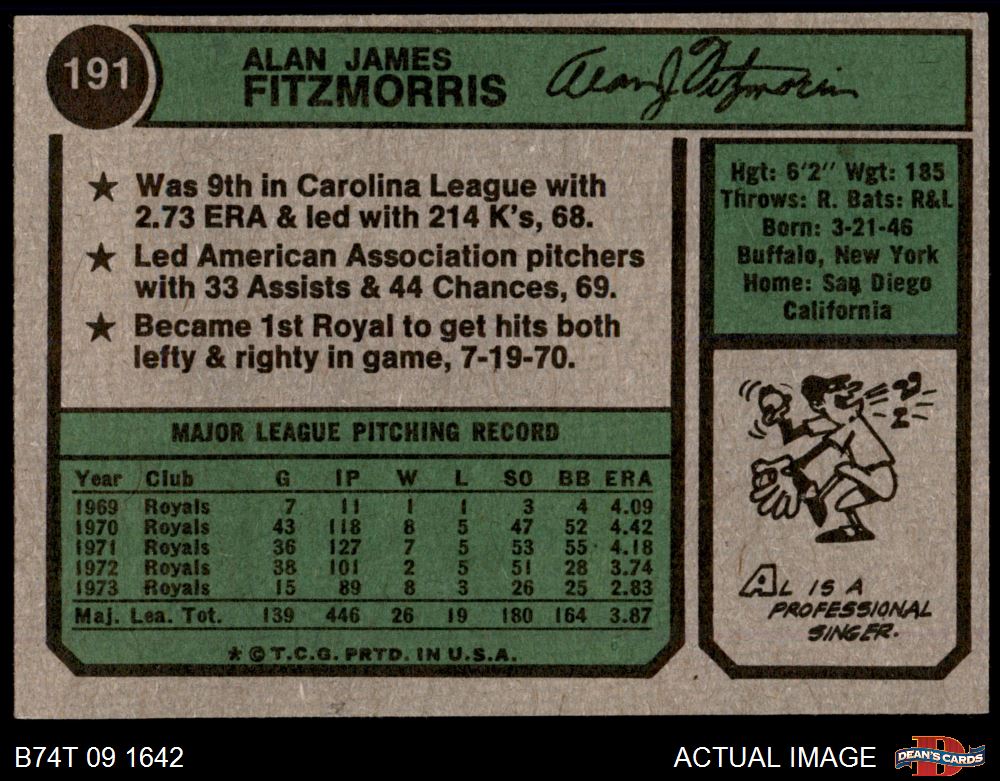 191
ALAN JAMES
FITZMORRIS
Alan J. Fitzmorris
★ Was 9th in Carolina League with
2.73 ERA & led with 214 K's, 68.
★ Led American Association pitchers
with 33 Assists & 44 Chances, 69.
★ Became 1st Royal to get hits both
lefty & righty in game, 7-19-70.
Hgt: 6'2" Wgt: 185
Throws: R. Bats: R&L
Born: 3-21-46
Buffalo, New York
Home: San Diego
California
MAJOR LEAGUE PITCHING RECORD
Year Club G IP W L SO BB ERA
1969 Royals 7 11 1 1 3 4 4.09
1970 Royals 43 118 8 5 47 52 4.42
1971 Royals 36 127 7 5 53 55 4.18
1972 Royals 38 101 2 5 51 28 3.74
1973 Royals 15 89 8 3 26 25 2.83
Maj. Lea. Tot. 139 446 26 19 180 164 3.87
★ © T.C.G. PRTD. IN U.S.A.
AL IS A
PROFESSIONAL
SINGER.
B74T 09 1642
ACTUAL IMAGE
D
DEAN'S CARDS